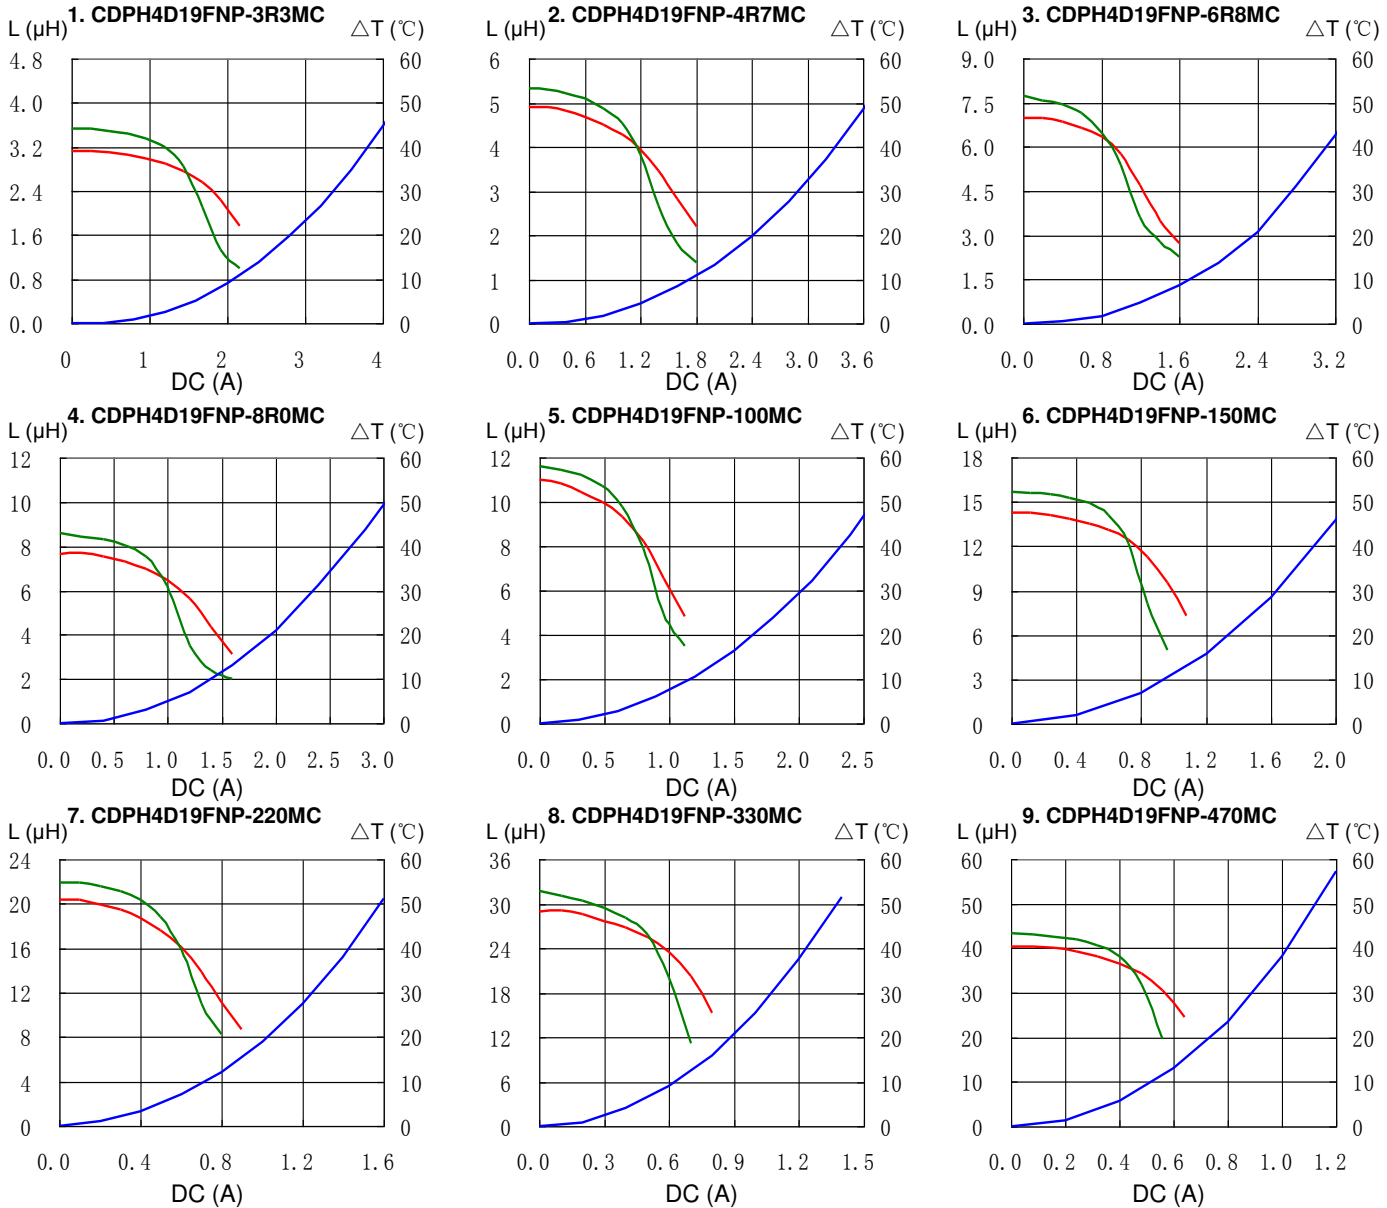 1. CDPH4D19FNP-3R3MC
L (μH) △T (℃)
4.8 60
4.0 50
3.2 40
2.4 30
1.6 20
0.8 10
0.0 0
0 1 2 3 4
DC (A)
2. CDPH4D19FNP-4R7MC
L (μH) △T (℃)
6 60
5 50
4 40
3 30
2 20
1 10
0 0
0.0 0.6 1.2 1.8 2.4 3.0 3.6
DC (A)
3. CDPH4D19FNP-6R8MC
L (μH) △T (℃)
9.0 60
7.5 50
6.0 40
4.5 30
3.0 20
1.5 10
0.0 0
0.0 0.8 1.6 2.4 3.2
DC (A)
4. CDPH4D19FNP-8R0MC
L (μH) △T (℃)
12 60
10 50
8 40
6 30
4 20
2 10
0 0
0.0 0.5 1.0 1.5 2.0 2.5 3.0
DC (A)
5. CDPH4D19FNP-100MC
L (μH) △T (℃)
12 60
10 50
8 40
6 30
4 20
2 10
0 0
0.0 0.5 1.0 1.5 2.0 2.5
DC (A)
6. CDPH4D19FNP-150MC
L (μH) △T (℃)
18 60
15 50
12 40
9 30
6 20
3 10
0 0
0.0 0.4 0.8 1.2 1.6 2.0
DC (A)
7. CDPH4D19FNP-220MC
L (μH) △T (℃)
24 60
20 50
16 40
12 30
8 20
4 10
0 0
0.0 0.4 0.8 1.2 1.6
DC (A)
8. CDPH4D19FNP-330MC
L (μH) △T (℃)
36 60
30 50
24 40
18 30
12 20
6 10
0 0
0.0 0.3 0.6 0.9 1.2 1.5
DC (A)
9. CDPH4D19FNP-470MC
L (μH) △T (℃)
60 60
50 50
40 40
30 30
20 20
10 10
0 0
0.0 0.2 0.4 0.6 0.8 1.0 1.2
DC (A)